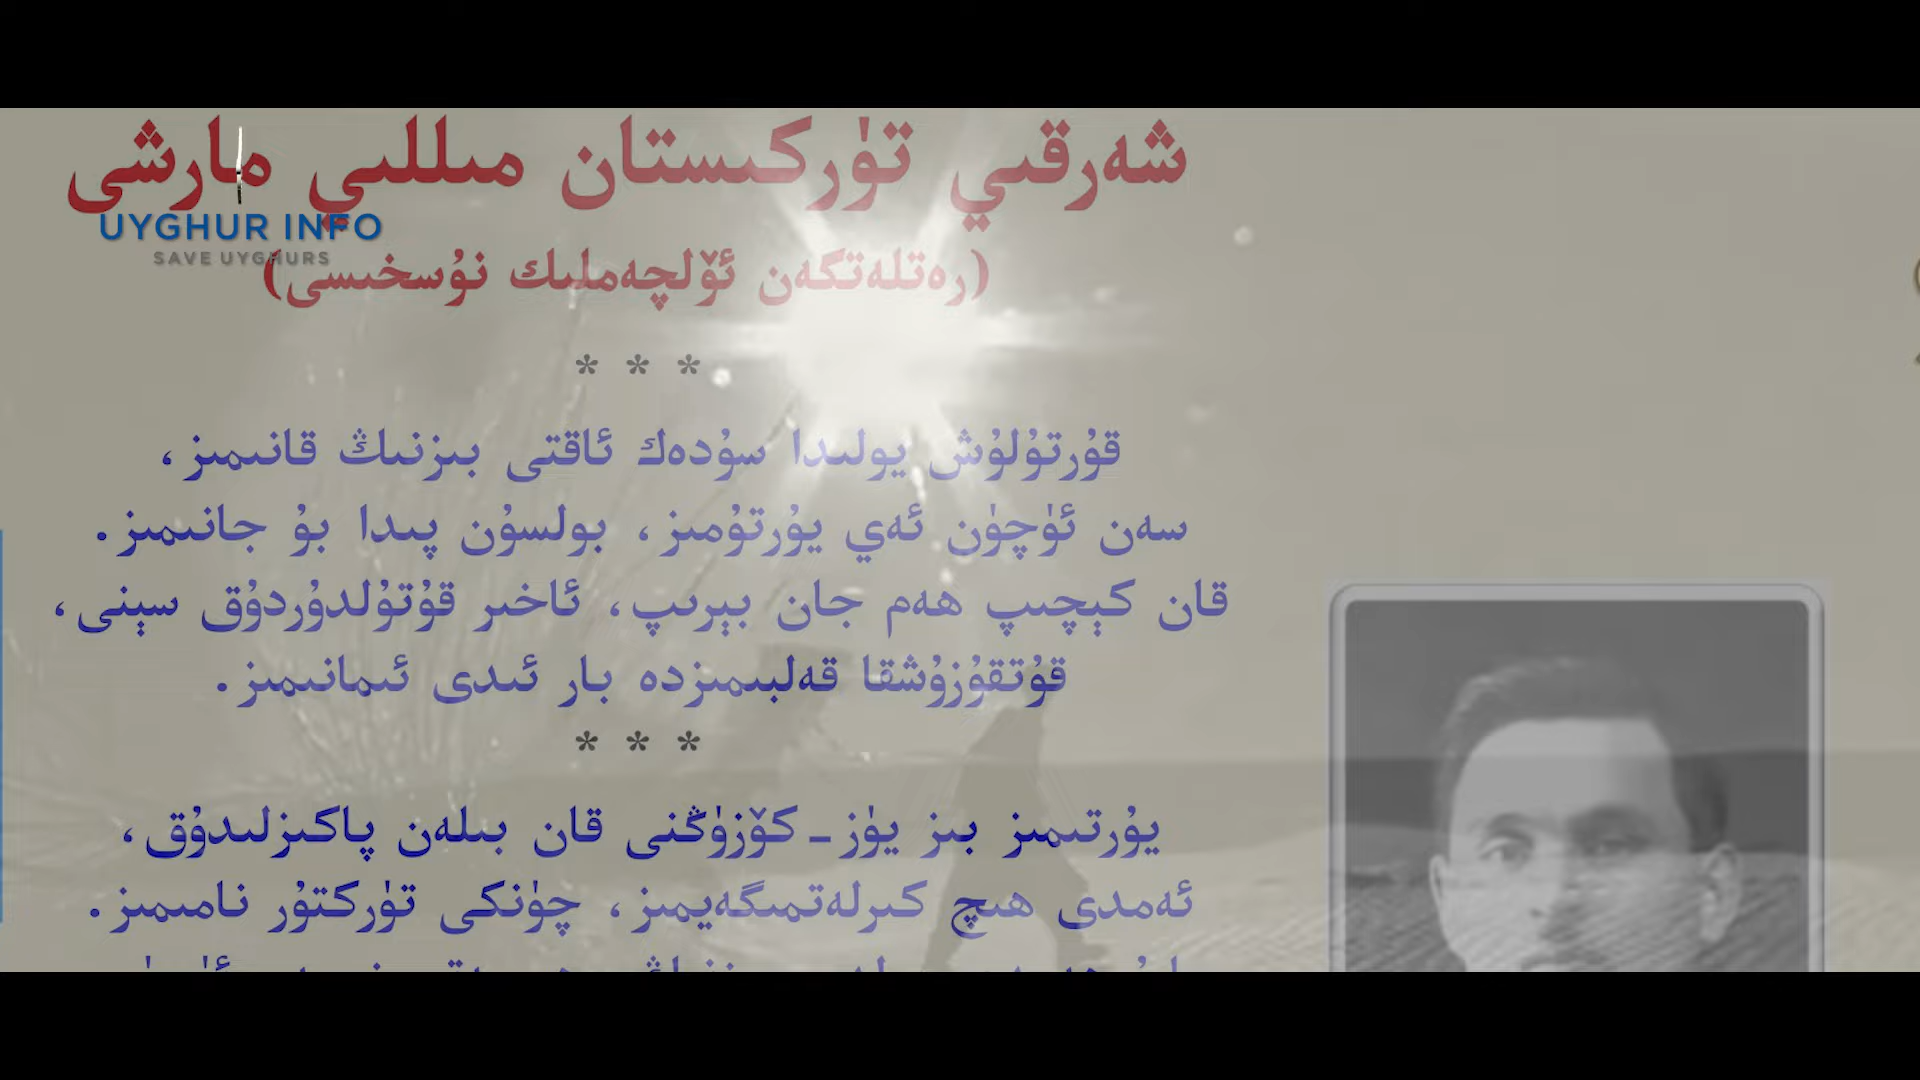 شەرقىي تۈركىستان مىللىي مارشى
UYGHUR INFO
SAVE UYGHURS
(رەتلەتكەن ئۆلچەملىك نۇسخىسى)
* * *
قۇرتۇلۇش يولىدا سۇدەك ئاقتى بىزنىڭ قانىمىز،
سەن ئۈچۈن ئەي يۇرتۇمىز، بولسۇن پىدا بۇ جانىمىز.
قان كېچىپ ھەم جان بېرىپ، ئاخىر قۇتۇلدۇردۇق سېنى،
قۇتقۇزۇشقا قەلبىمىزدە بار ئىدى ئىمانىمىز.
* * *
يۇرتىمىز بىز يۈز-كۆزۈڭنى قان بىلەن پاكىزلىدۇق،
ئەمدى ھىچ كىرلەتمىگەيمىز، چۈنكى تۈركتۇر نامىمىز.